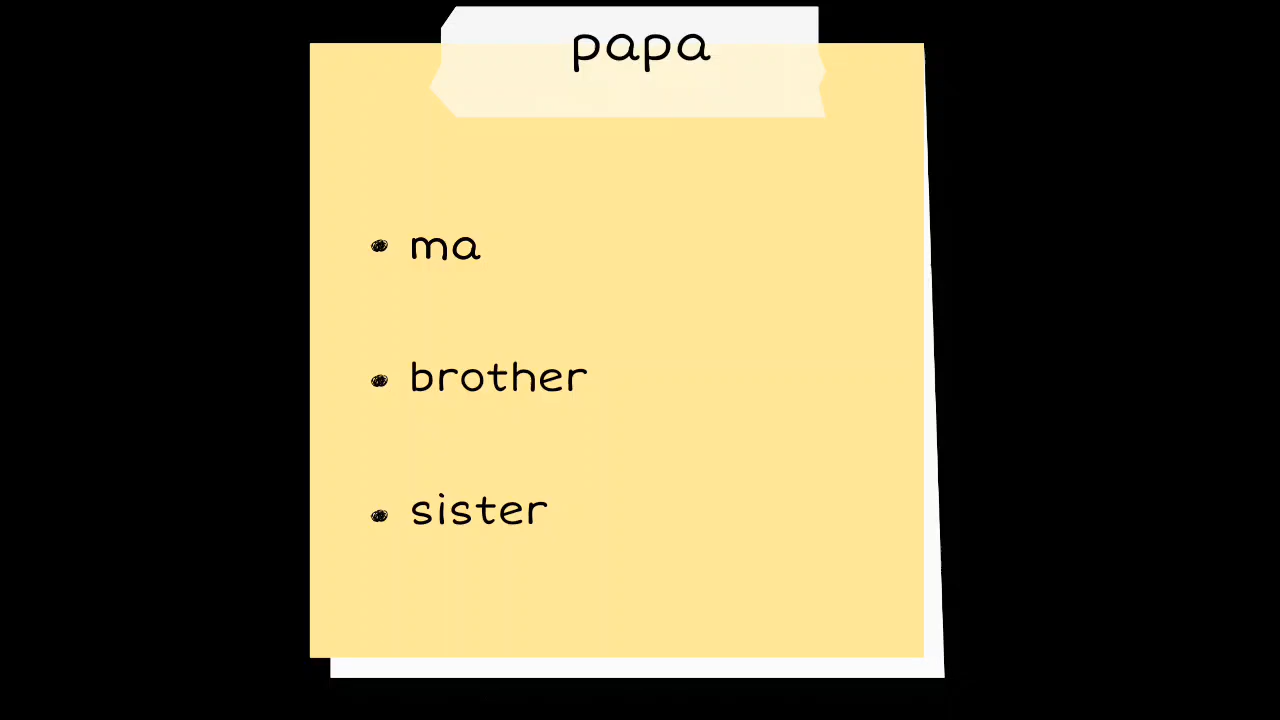 papa
• ma
• brother
• sister